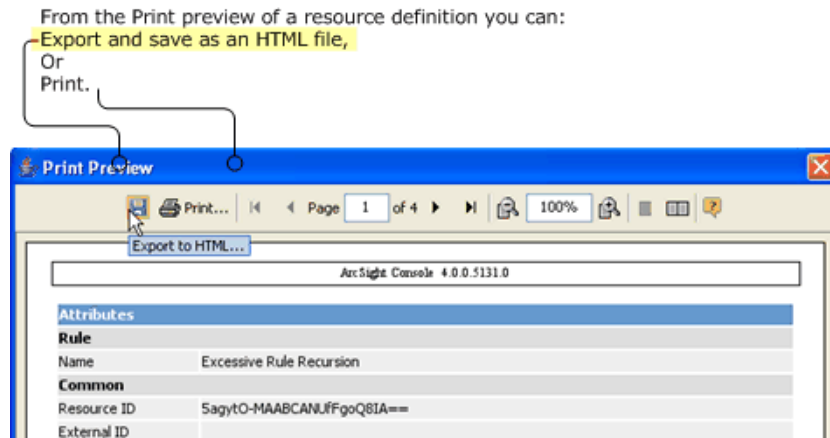 From the Print preview of a resource definition you can:
Export and save as an HTML file,
Or
Print.
Print Preview
Print... Page 1 of 4 100% ?
Export to HTML...
ArcSight Console 4.0.0.5131.0
Attributes
Rule
Name Excessive Rule Recursion
Common
Resource ID 5agytO-MAABCANUfFgoQ8IA==
External ID